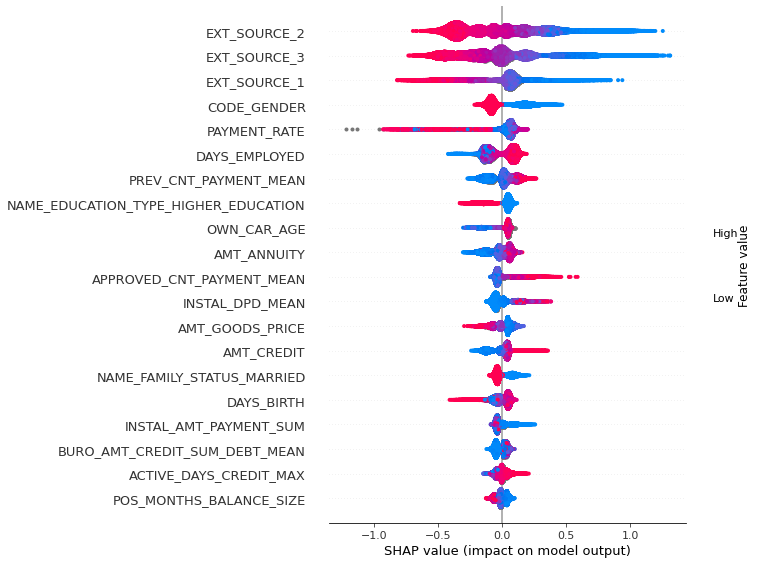 EXT_SOURCE_2
EXT_SOURCE_3
EXT_SOURCE_1
CODE_GENDER
PAYMENT_RATE
DAYS_EMPLOYED
PREV_CNT_PAYMENT_MEAN
NAME_EDUCATION_TYPE_HIGHER_EDUCATION
OWN_CAR_AGE
AMT_ANNUITY
APPROVED_CNT_PAYMENT_MEAN
INSTAL_DPD_MEAN
AMT_GOODS_PRICE
AMT_CREDIT
NAME_FAMILY_STATUS_MARRIED
DAYS_BIRTH
INSTAL_AMT_PAYMENT_SUM
BURO_AMT_CREDIT_SUM_DEBT_MEAN
ACTIVE_DAYS_CREDIT_MAX
POS_MONTHS_BALANCE_SIZE
−1.0 −0.5 0.0 0.5 1.0
SHAP value (impact on model output)
High
Low
Feature value